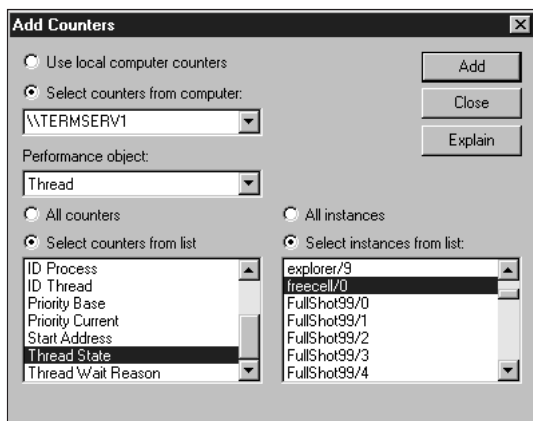 Add Counters
Use local computer counters
Select counters from computer:
\\TERMSERV1
Performance object:
Thread
All counters
Select counters from list
ID Process
ID Thread
Priority Base
Priority Current
Start Address
Thread State
Thread Wait Reason
All instances
Select instances from list:
explorer/9
freecell/0
FullShot99/0
FullShot99/1
FullShot99/2
FullShot99/3
FullShot99/4
Add
Close
Explain